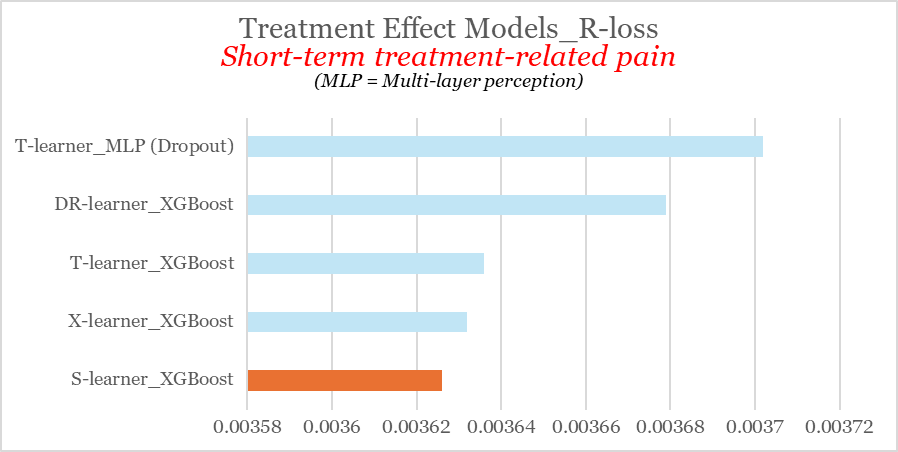 Treatment Effect Models_R-loss
Short-term treatment-related pain
(MLP = Multi-layer perception)
T-learner_MLP (Dropout)
DR-learner_XGBoost
T-learner_XGBoost
X-learner_XGBoost
S-learner_XGBoost
0.00358 0.0036 0.00362 0.00364 0.00366 0.00368 0.0037 0.00372